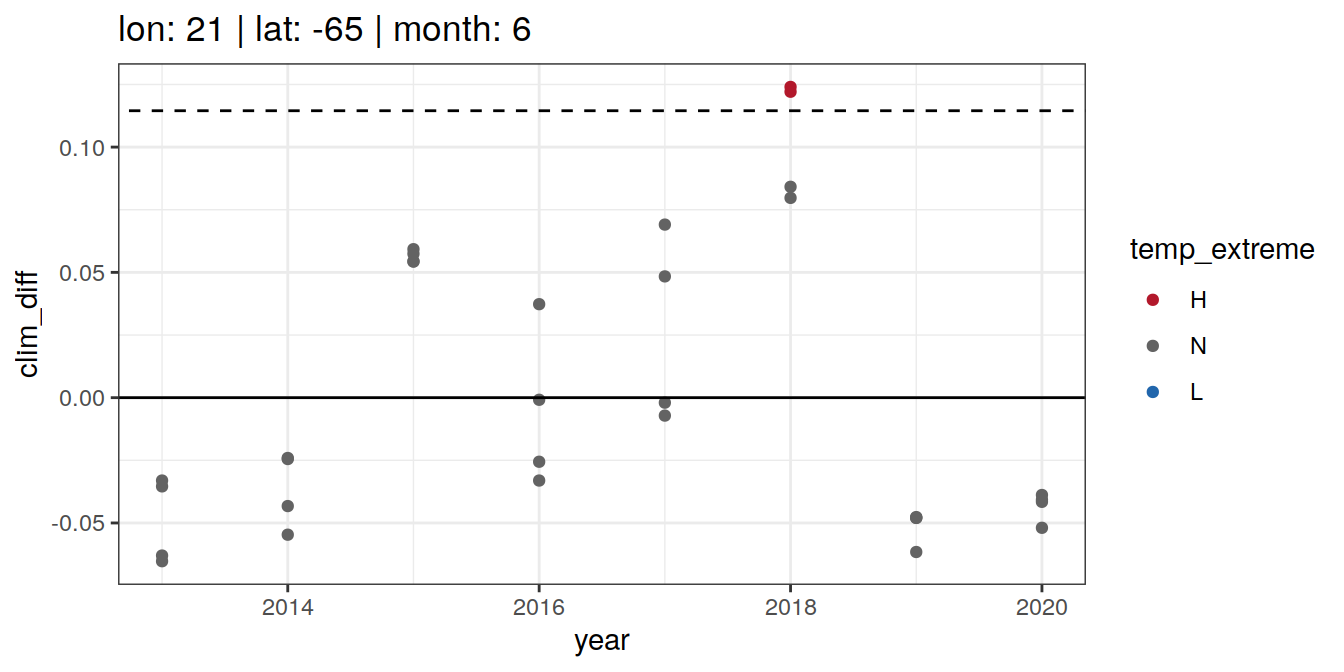 lon: 21 | lat: -65 | month: 6
clim_diff
0.10
0.05
0.00
-0.05
2014
2016
2018
2020
year
temp_extreme
H
N
L